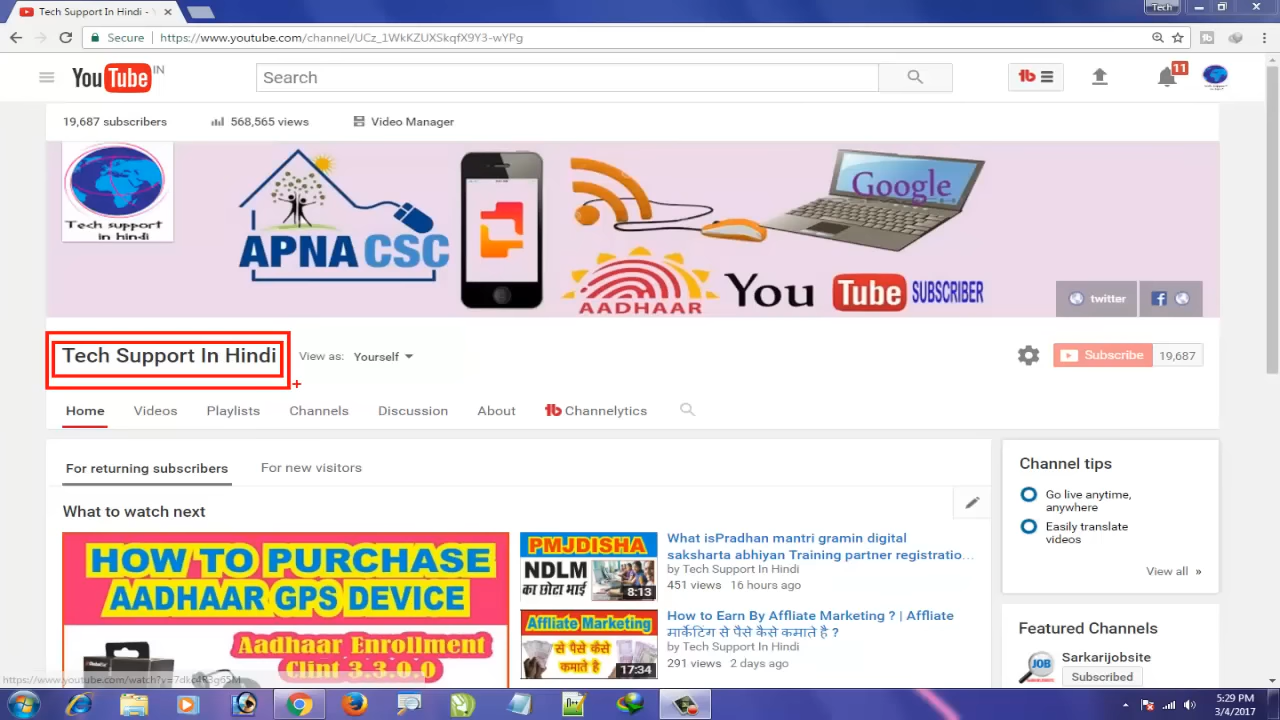 Tech Support In Hindi - Y
Tech
Secure https://www.youtube.com/channel/UCz_1WkKZUXSkqfX9Y3-wYPg
YouTube IN
Search
11
19,687 subscribers 568,565 views Video Manager
Tech support
in hindi
APNA CSC
AADHAAR
Google
You Tube SUBSCRIBER
twitter
Tech Support In Hindi View as: Yourself
Subscribe 19,687
Home Videos Playlists Channels Discussion About Channelytics
For returning subscribers For new visitors
What to watch next
HOW TO PURCHASE
AADHAAR GPS DEVICE
Aadhaar Enrollment
Clint 3.3.0.0
PMJDISHA
NDLM
का छोटा भाई
8:13
What isPradhan mantri gramin digital
saksharta abhiyan Training partner registratio...
by Tech Support In Hindi
451 views 16 hours ago
Affliate Marketing
से पैसे कैसे
कमाते है
17:34
How to Earn By Affliate Marketing ? | Affliate
मार्केटिंग से पैसे कैसे कमाते है ?
by Tech Support In Hindi
291 views 2 days ago
Channel tips
Go live anytime,
anywhere
Easily translate
videos
View all »
Featured Channels
JOB
Sarkarijobsite
Subscribed
5:29 PM
3/4/2017